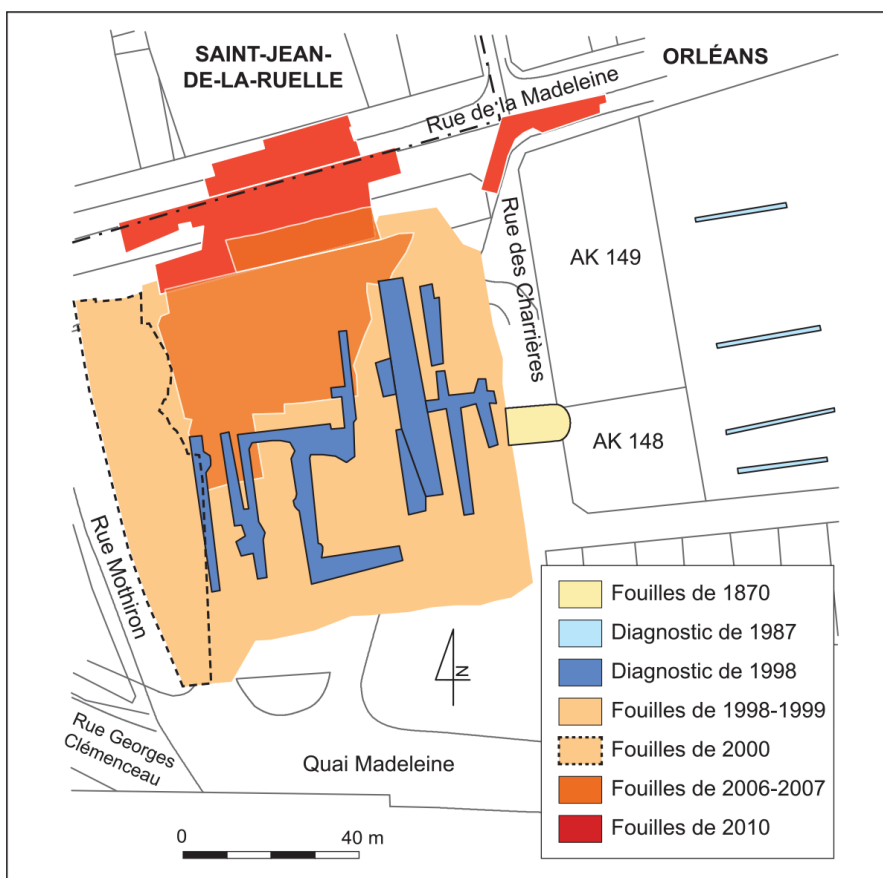 SAINT-JEAN-
DE-LA-RUELLE
ORLÉANS
Rue de la Madeleine
Rue des Charrières
AK 149
AK 148
Rue Mothiron
Rue Georges
Clémenceau
Quai Madeleine
N
0 40 m
Fouilles de 1870
Diagnostic de 1987
Diagnostic de 1998
Fouilles de 1998-1999
Fouilles de 2000
Fouilles de 2006-2007
Fouilles de 2010